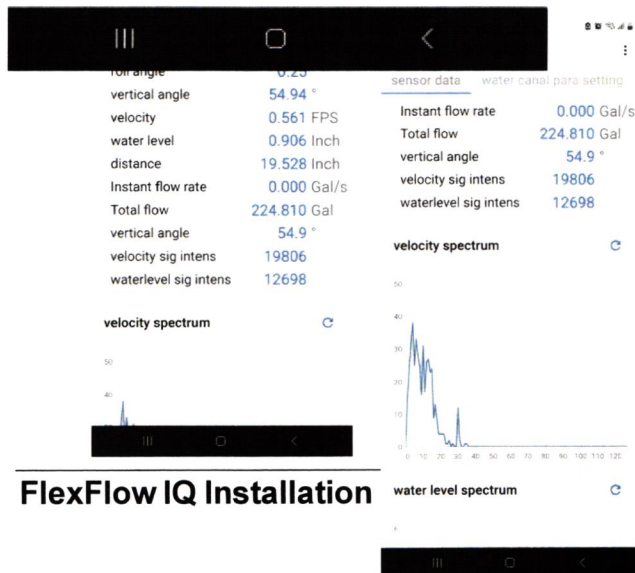 roll angle 0.25
vertical angle 54.94 °
velocity 0.561 FPS
water level 0.906 Inch
distance 19.528 Inch
Instant flow rate 0.000 Gal/s
Total flow 224.810 Gal
vertical angle 54.9 °
velocity sig intens 19806
waterlevel sig intens 12698
velocity spectrum
50
40
FlexFlow IQ Installation
sensor data water canal para setting
Instant flow rate 0.000 Gal/s
Total flow 224.810 Gal
vertical angle 54.9 °
velocity sig intens 19806
waterlevel sig intens 12698
velocity spectrum
50
40
30
20
10
0 10 20 30 40 50 60 70 80 90 100 110 120
water level spectrum